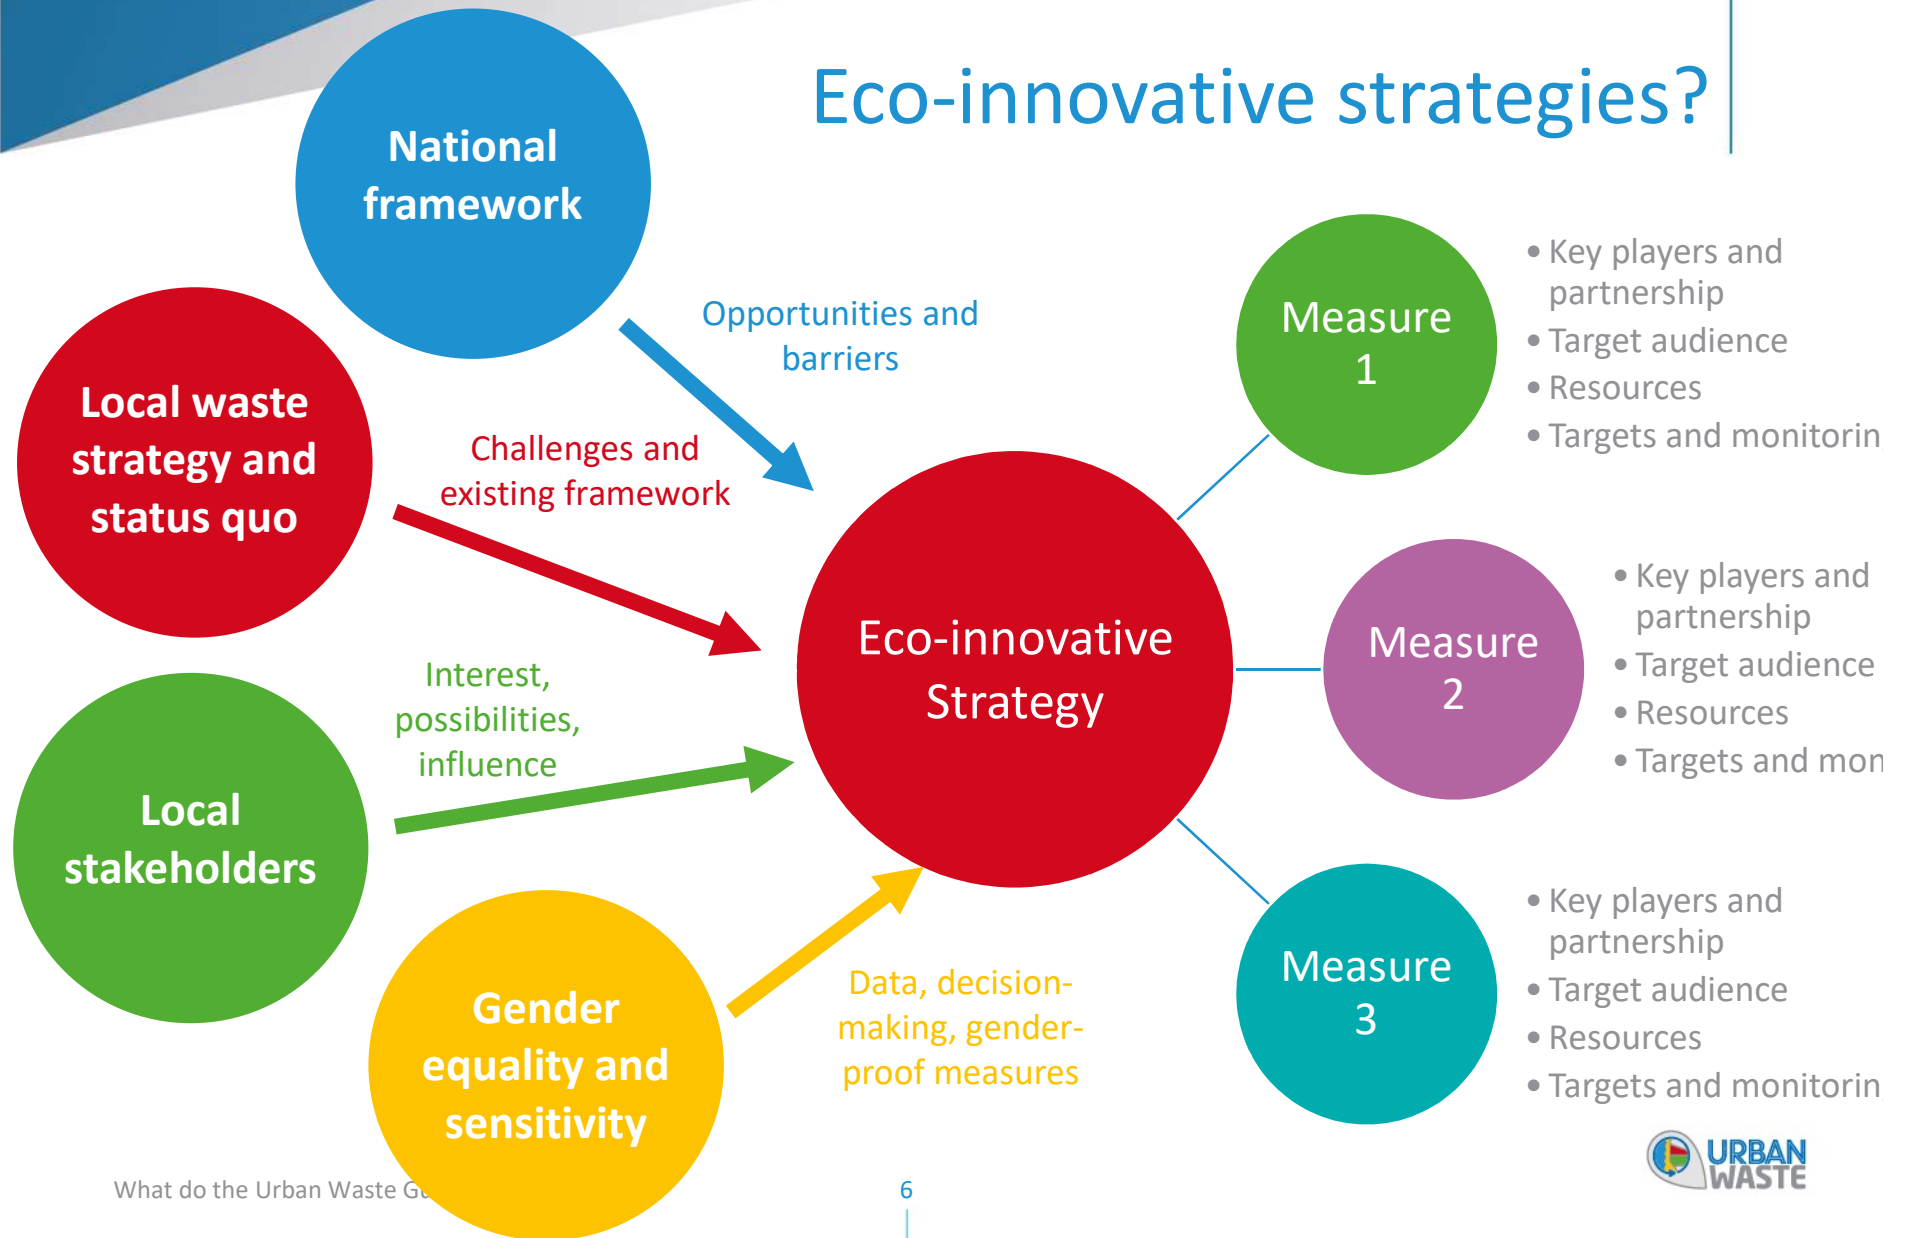 Eco-innovative strategies?
National
framework
Opportunities and
barriers
Local waste
strategy and
status quo
Challenges and
existing framework
Local
stakeholders
Interest,
possibilities,
influence
Gender
equality and
sensitivity
Data, decision-
making, gender-
proof measures
Eco-innovative
Strategy
Measure
1
• Key players and
partnership
• Target audience
• Resources
• Targets and monitorin
Measure
2
• Key players and
partnership
• Target audience
• Resources
• Targets and mon
Measure
3
• Key players and
partnership
• Target audience
• Resources
• Targets and monitorin
What do the Urban Waste
6
URBAN
WASTE